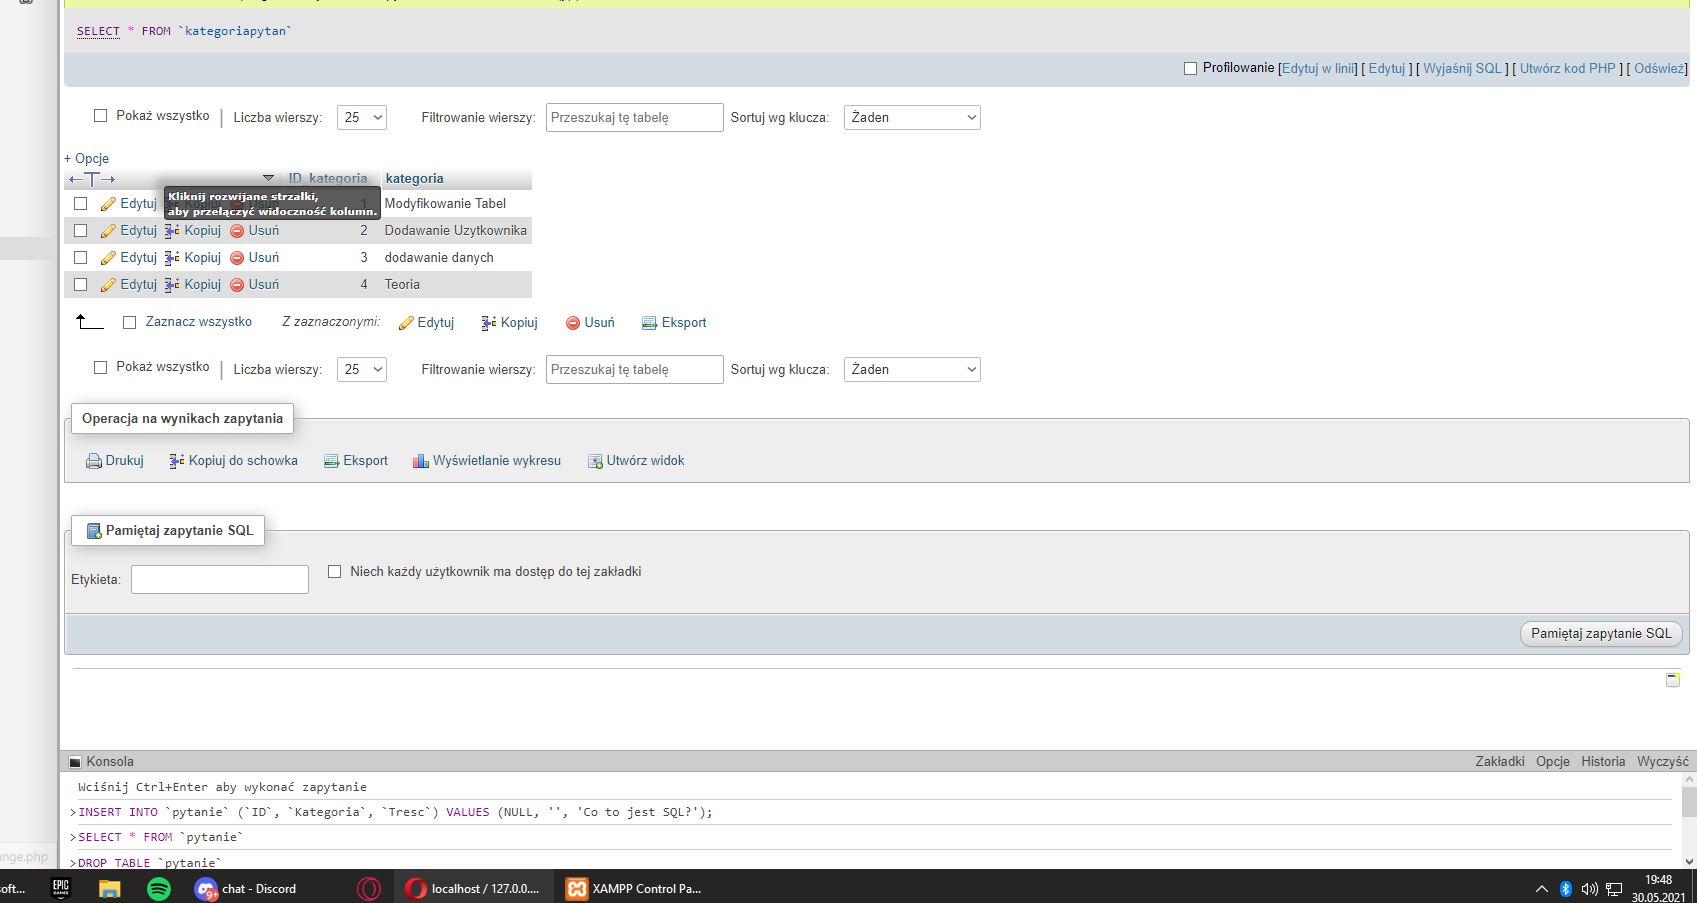 SELECT * FROM `kategoriapytan`
Profilowanie [Edytuj w linii] [ Edytuj ] [ Wyjaśnij SQL ] [ Utwórz kod PHP ] [ Odśwież]
Pokaż wszystko | Liczba wierszy: 25 Filtrowanie wierszy: Przeszukaj tę tabelę Sortuj wg klucza: Żaden
+ Opcje
←T→ ID_kategoria kategoria
Kliknij rozwijane strzałki,
aby przełączyć widoczność kolumn.
Edytuj Kopiuj Usuń 1 Modyfikowanie Tabel
Edytuj Kopiuj Usuń 2 Dodawanie Uzytkownika
Edytuj Kopiuj Usuń 3 dodawanie danych
Edytuj Kopiuj Usuń 4 Teoria
Zaznacz wszystko Z zaznaczonymi: Edytuj Kopiuj Usuń Eksport
Pokaż wszystko | Liczba wierszy: 25 Filtrowanie wierszy: Przeszukaj tę tabelę Sortuj wg klucza: Żaden
Operacja na wynikach zapytania
Drukuj Kopiuj do schowka Eksport Wyświetlanie wykresu Utwórz widok
Pamiętaj zapytanie SQL
Etykieta: Niech każdy użytkownik ma dostęp do tej zakładki
Pamiętaj zapytanie SQL
Konsola Zakładki Opcje Historia Wyczyść
Wciśnij Ctrl+Enter aby wykonać zapytanie
>INSERT INTO `pytanie` (`ID`, `Kategoria`, `Tresc`) VALUES (NULL, '', 'Co to jest SQL?');
>SELECT * FROM `pytanie`
>DROP TABLE `pytanie`
ange.php
soft... EPIC GAMES 9+ chat - Discord localhost / 127.0.0.... XAMPP Control Pa... 19:48
30.05.2021